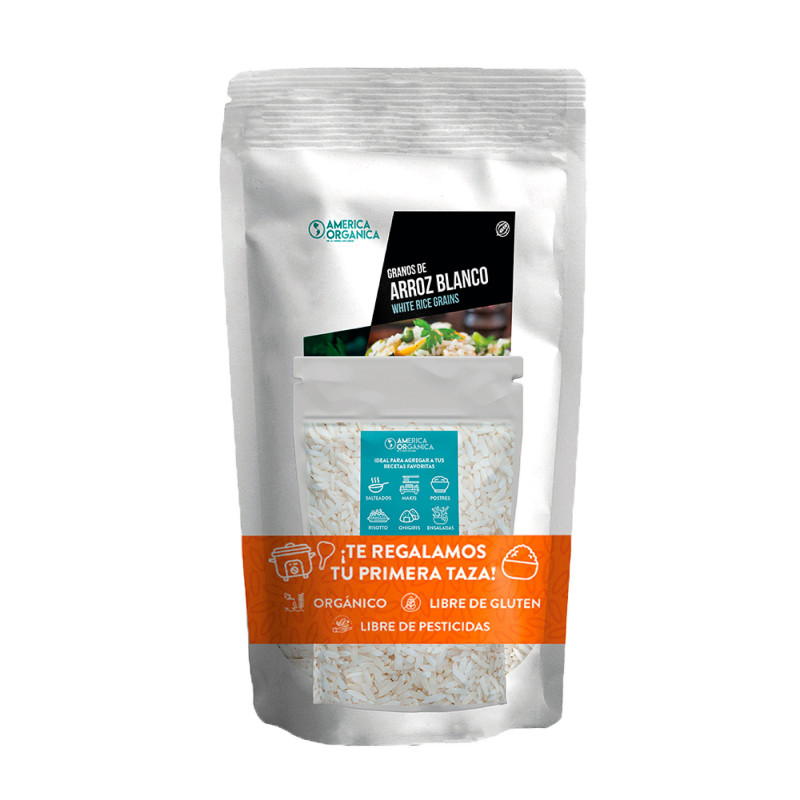 AMERICA
ORGANICA
GRANOS DE
ARROZ BLANCO
WHITE RICE GRAINS
AMERICA
ORGANICA
IDEAL PARA AGREGAR A TUS
RECETAS FAVORITAS
SALTEADOS MAKIS POSTRES
RISOTTO ONIGIRIS ENSALADAS
¡TE REGALAMOS
TU PRIMERA TAZA!
ORGÁNICO LIBRE DE GLUTEN
LIBRE DE PESTICIDAS